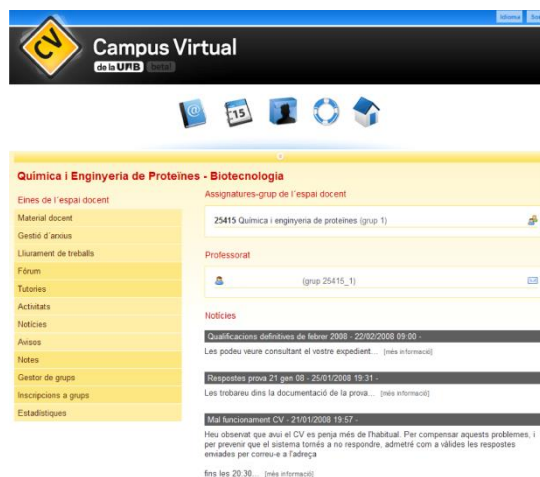 Idioma
CV
Campus Virtual
de la UAB beta!
15
Química i Enginyeria de Proteïnes - Biotecnologia
Eines de l´espai docent
Material docent
Gestió d´arxius
Lliurament de treballs
Fòrum
Tutories
Activitats
Notícies
Avisos
Notes
Gestor de grups
Inscripcions a grups
Estadístiques
Assignatures-grup de l´espai docent
25415 Química i enginyeria de proteïnes (grup 1)
Professorat
(grup 25415_1)
Notícies
Qualificacions definitives de febrer 2008 - 22/02/2008 09:00 -
Les podeu veure consultant el vostre expedient... [més informació]
Respostes prova 21 gen 08 - 25/01/2008 19:31 -
Les trobareu dins la documentació de la prova... [més informació]
Mal funcionament CV - 21/01/2008 19:57 -
Heu observat que avui el CV es penja més de l'habitual. Per compensar aquests problemes, i
per prevenir que el sistema tornés a no respondre, admetré com a vàlides les respostes
enviades per correu-e a l'adreça
fins les 20:30... [més informació]